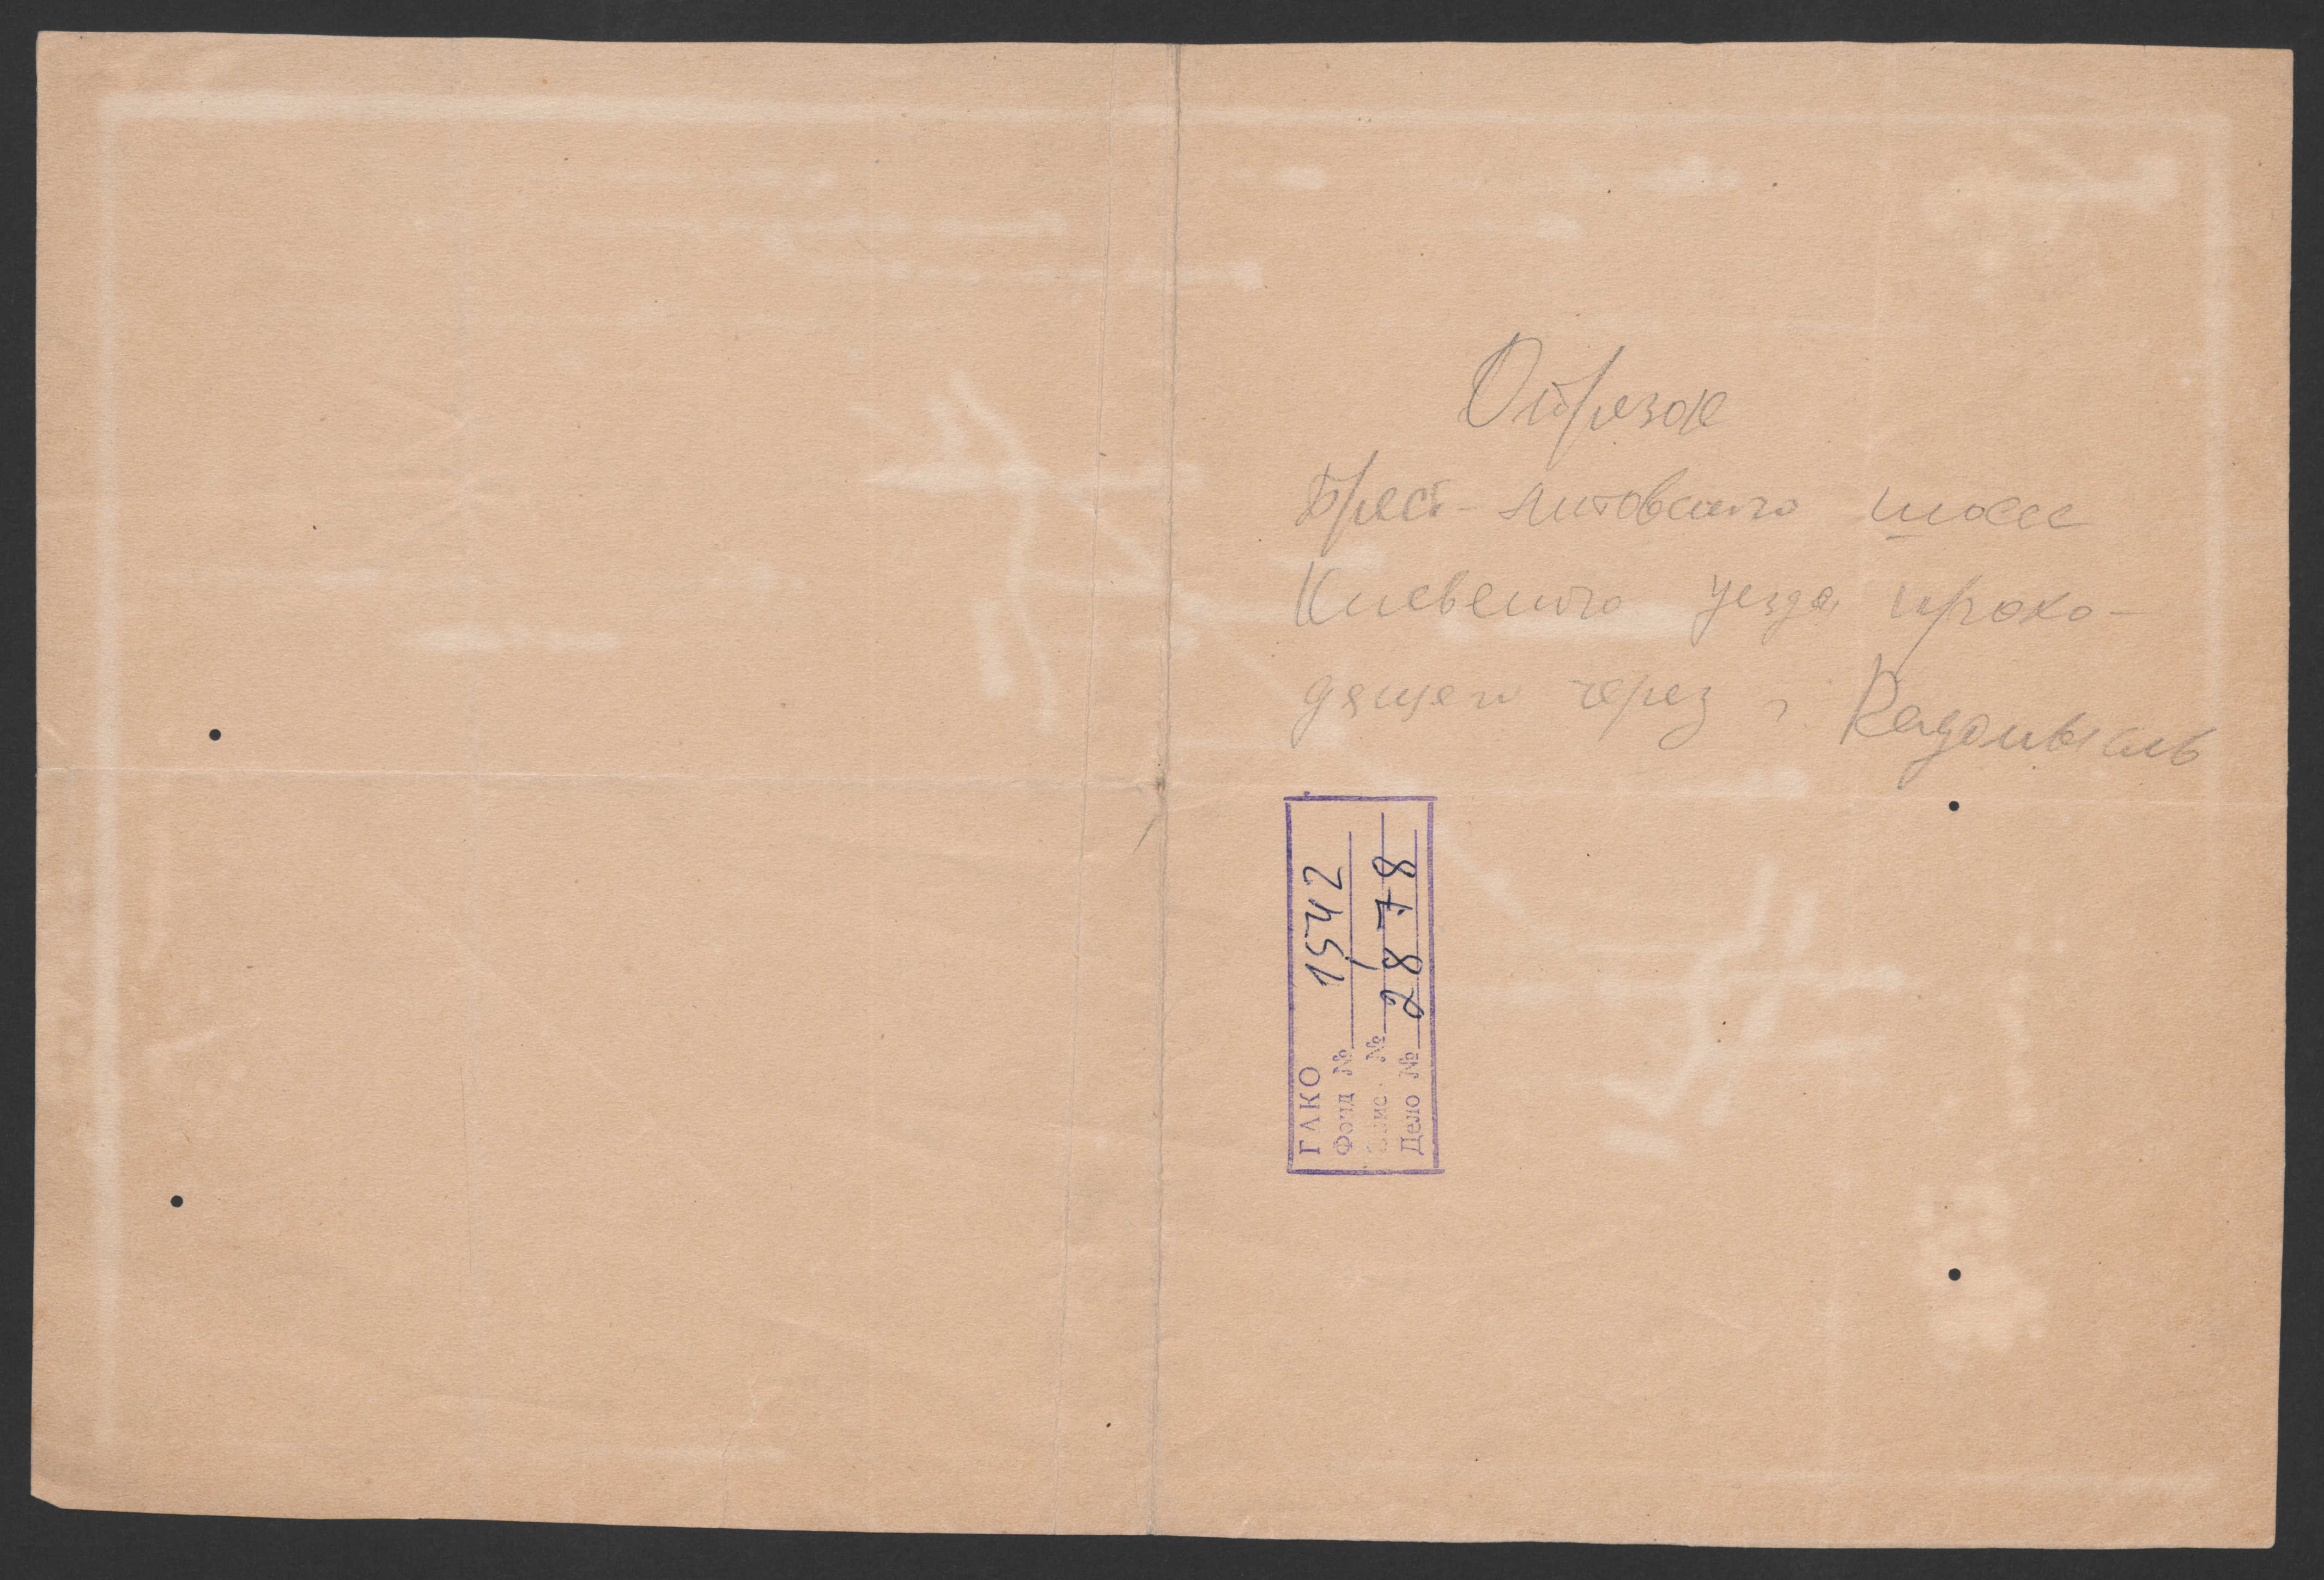 Отрезок
Брест-Литовского шоссе
Киевского уезда прохо-
дящего через г. Радомысль
ГАКО
Фонд № 1542
Опис. № 1
Дело № 2878